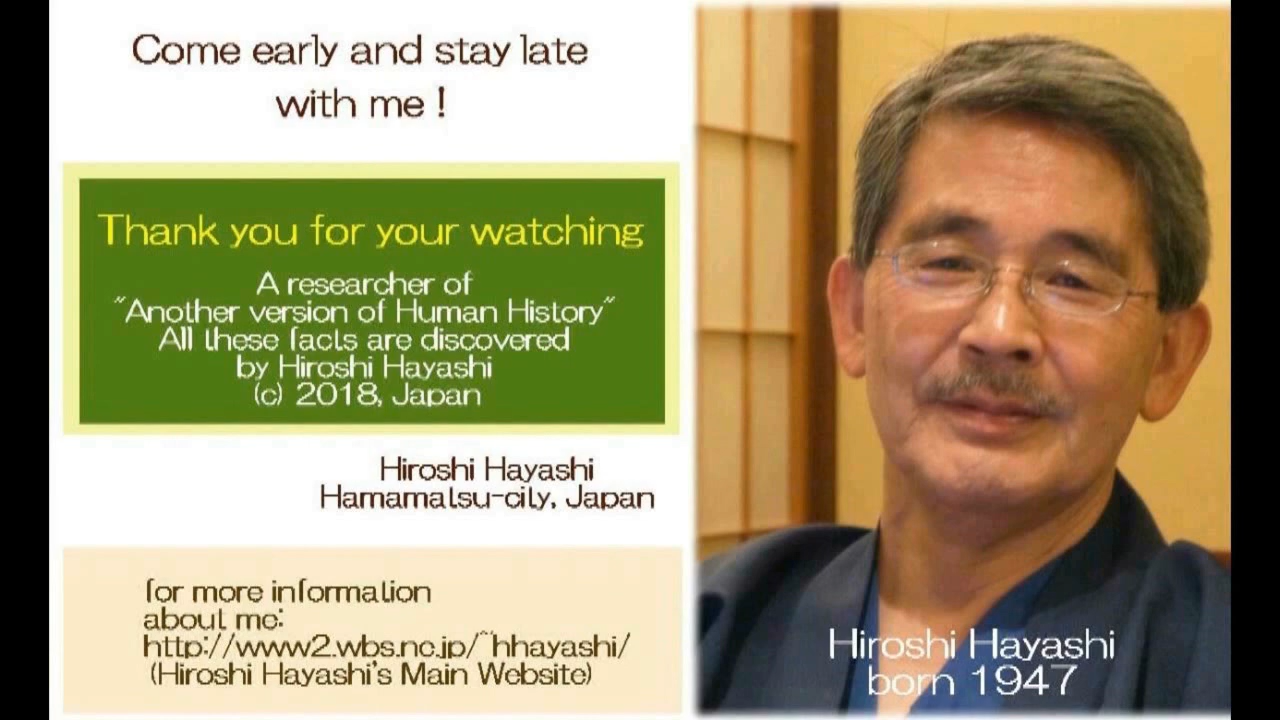 Come early and stay late
with me !
Thank you for your watching
A researcher of
"Another version of Human History"
All these facts are discovered
by Hiroshi Hayashi
(c) 2018, Japan
Hiroshi Hayashi
Hamamatsu-city, Japan
for more information
about me:
http://www2.wbs.ne.jp/~hhayashi/
(Hiroshi Hayashi's Main Website)
Hiroshi Hayashi
born 1947